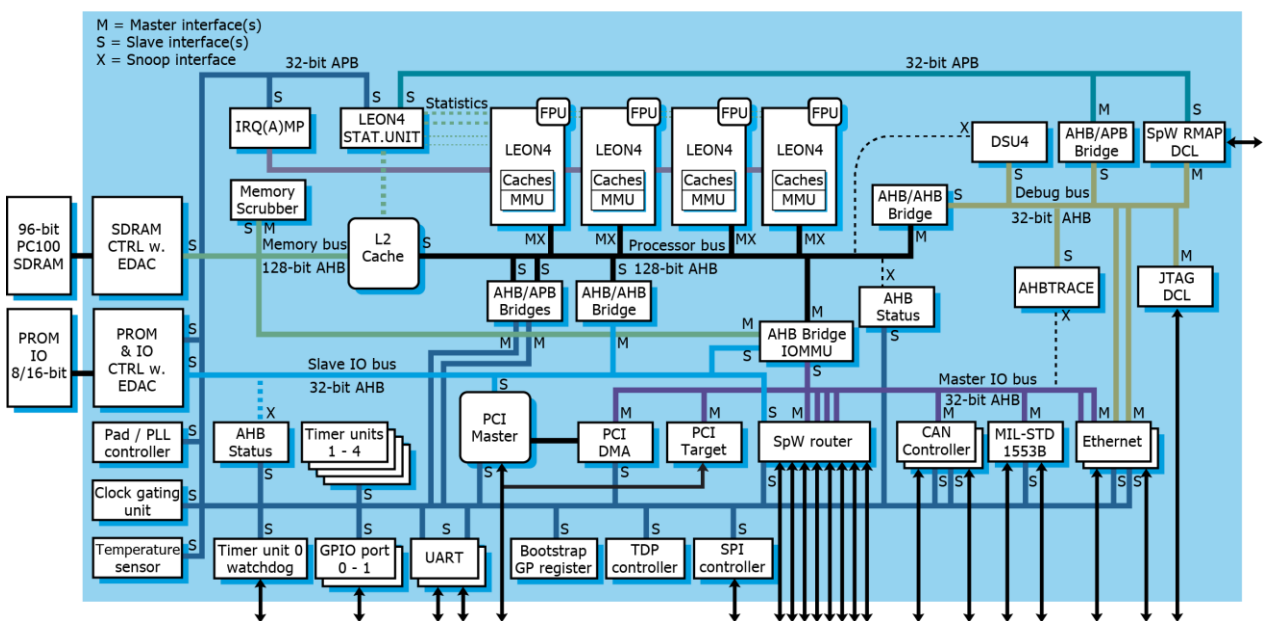 M = Master interface(s)
S = Slave interface(s)
X = Snoop interface
32-bit APB
32-bit APB
S
S
S
Statistics
M
S
IRQ(A)MP
LEON4
STAT.UNIT
FPU
FPU
FPU
FPU
LEON4
LEON4
LEON4
LEON4
Caches
MMU
Caches
MMU
Caches
MMU
Caches
MMU
X
DSU4
AHB/APB
Bridge
SpW RMAP
DCL
S
S
M
Debug bus
32-bit AHB
AHB/AHB
Bridge
S
M
Memory
Scrubber
S
M
96-bit
PC100
SDRAM
SDRAM
CTRL w.
EDAC
S
Memory bus
128-bit AHB
L2
Cache
S
MX
MX
MX
MX
Processor bus
128-bit AHB
S
S
S
AHB/APB
Bridges
AHB/AHB
Bridge
M
M
M
M
M
AHB Bridge
IOMMU
S
S
X
AHB
Status
S
S
AHBTRACE
X
M
JTAG
DCL
PROM
IO
8/16-bit
PROM
& IO
CTRL w.
EDAC
S
S
Slave IO bus
32-bit AHB
Master IO bus
32-bit AHB
X
AHB
Status
S
Timer units
1 - 4
S
S
PCI
Master
S
M
PCI
DMA
S
M
PCI
Target
S
M
SpW router
S
M
CAN
Controller
S
S
M
MIL-STD
1553B
S
M
Ethernet
S
S
Pad / PLL
controller
S
Clock gating
unit
S
Temperature
sensor
S
S
Timer unit 0
watchdog
S
GPIO port
0 - 1
S
S
UART
S
Bootstrap
GP register
S
TDP
controller
S
SPI
controller